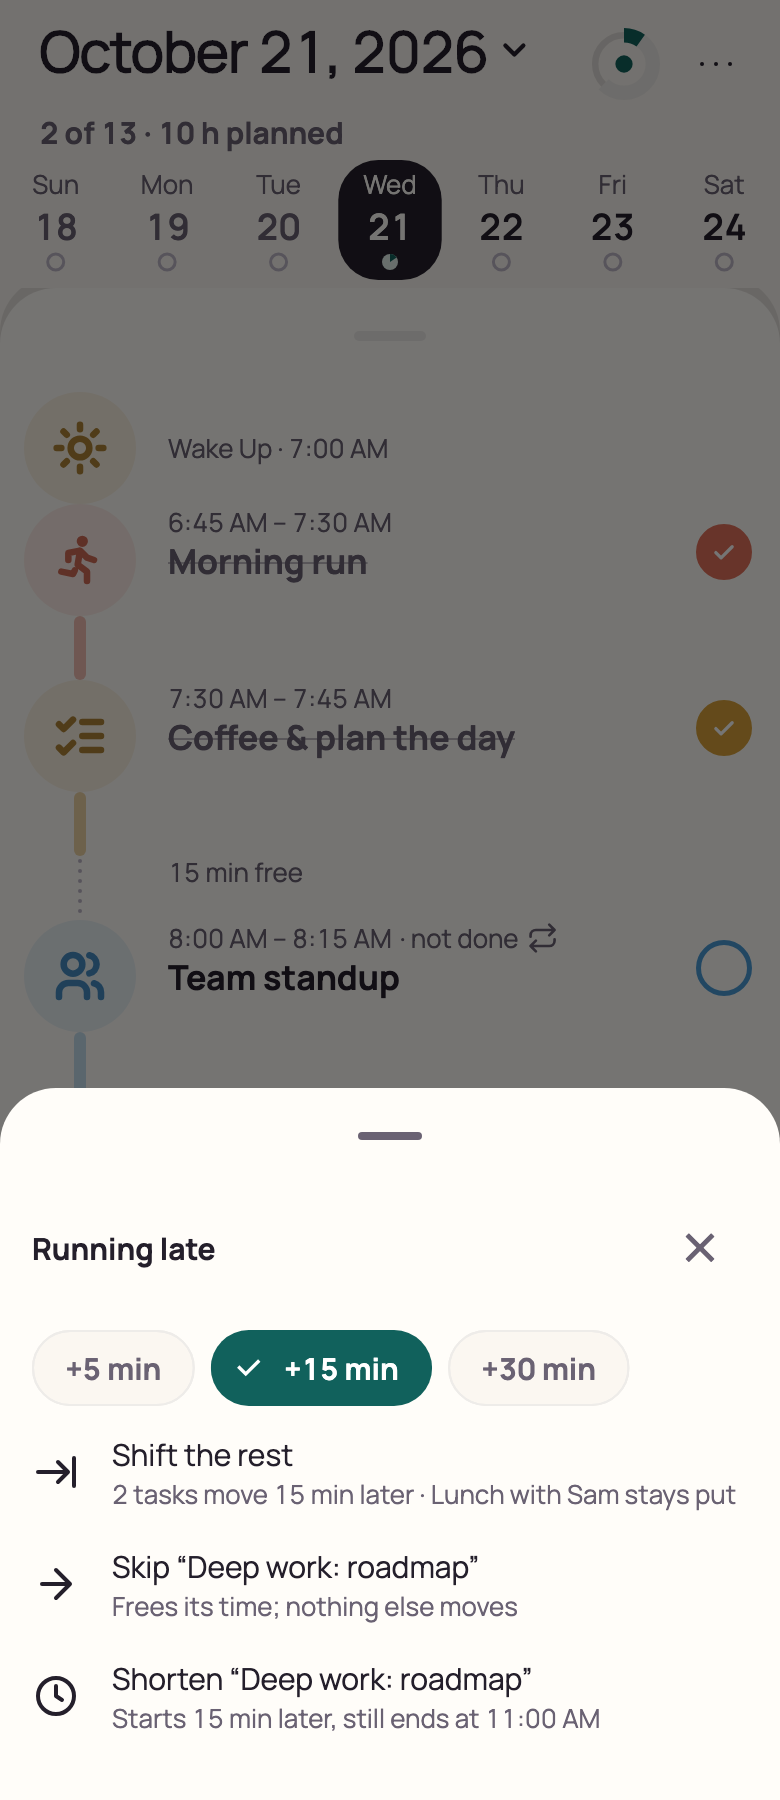 October 21, 2026
...
2 of 13 · 10 h planned
Sun Mon Tue Wed Thu Fri Sat
18 19 20 21 22 23 24
Wake Up · 7:00 AM
6:45 AM – 7:30 AM
Morning run
7:30 AM – 7:45 AM
Coffee & plan the day
15 min free
8:00 AM – 8:15 AM · not done
Team standup
Running late
+5 min +15 min +30 min
Shift the rest
2 tasks move 15 min later · Lunch with Sam stays put
Skip “Deep work: roadmap”
Frees its time; nothing else moves
Shorten “Deep work: roadmap”
Starts 15 min later, still ends at 11:00 AM